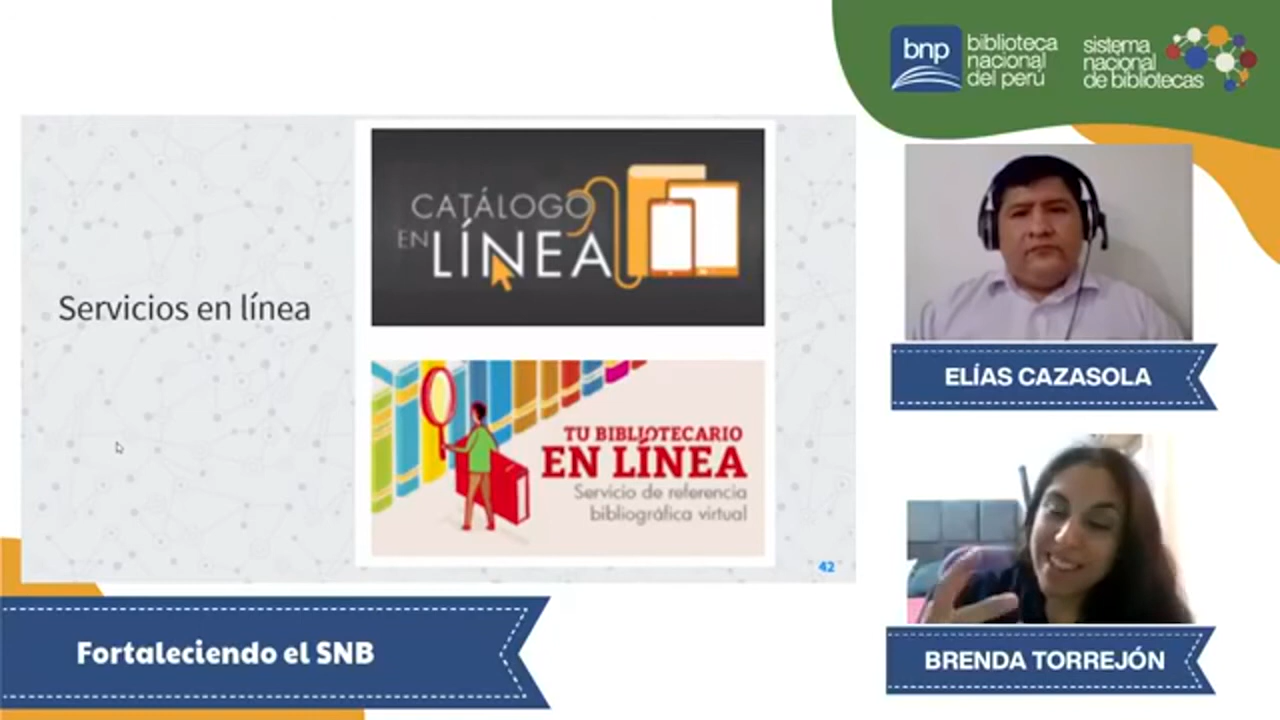 bnp
biblioteca
nacional
del perú
sistema
nacional
de bibliotecas
Servicios en línea
CATÁLOGO
EN LÍNEA
TU BIBLIOTECARIO
EN LÍNEA
Servicio de referencia
bibliográfica virtual
42
ELÍAS CAZASOLA
BRENDA TORREJÓN
Fortaleciendo el SNB